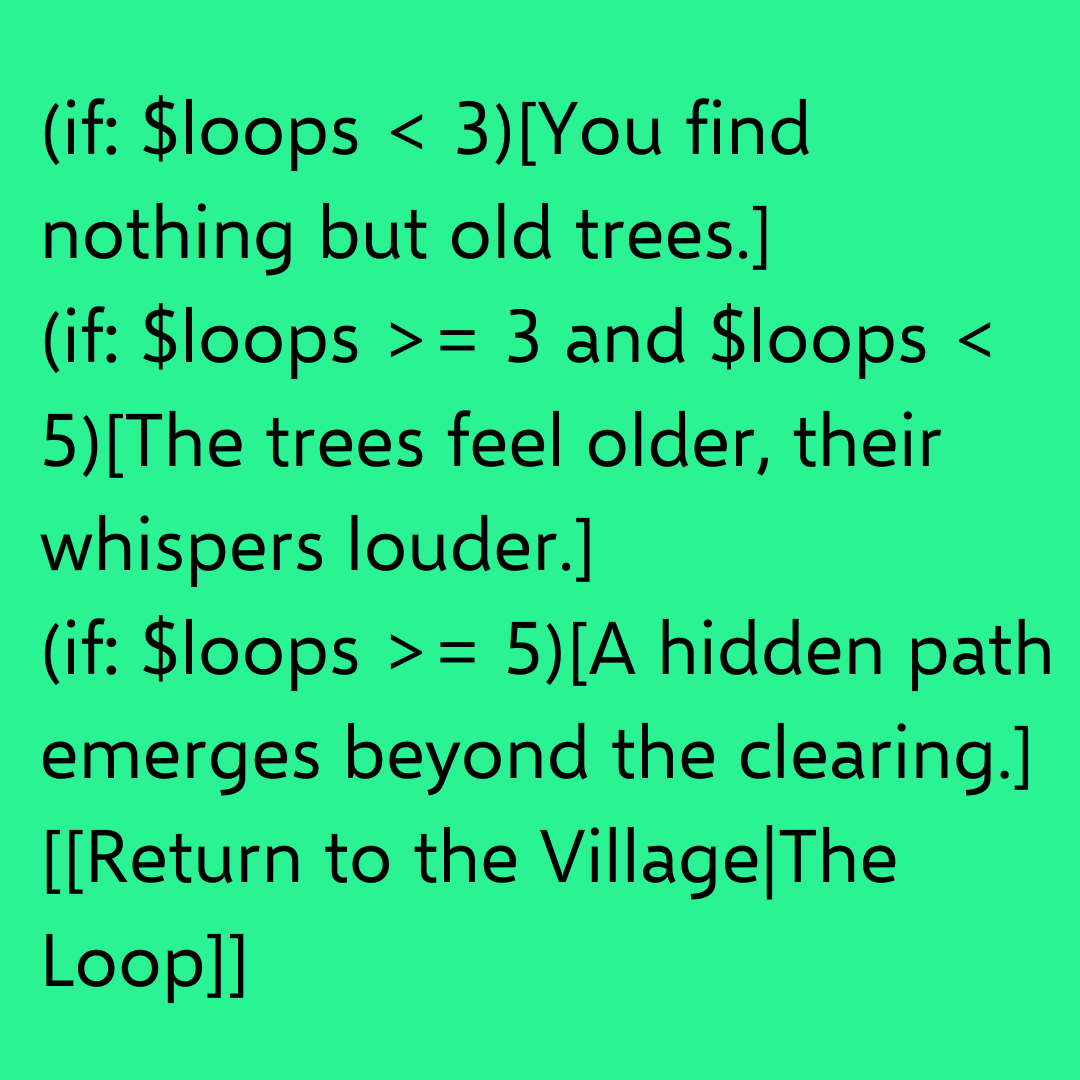 (if: $loops < 3)[You find
nothing but old trees.]
(if: $loops >= 3 and $loops <
5)[The trees feel older, their
whispers louder.]
(if: $loops >= 5)[A hidden path
emerges beyond the clearing.]
[[Return to the Village|The
Loop]]